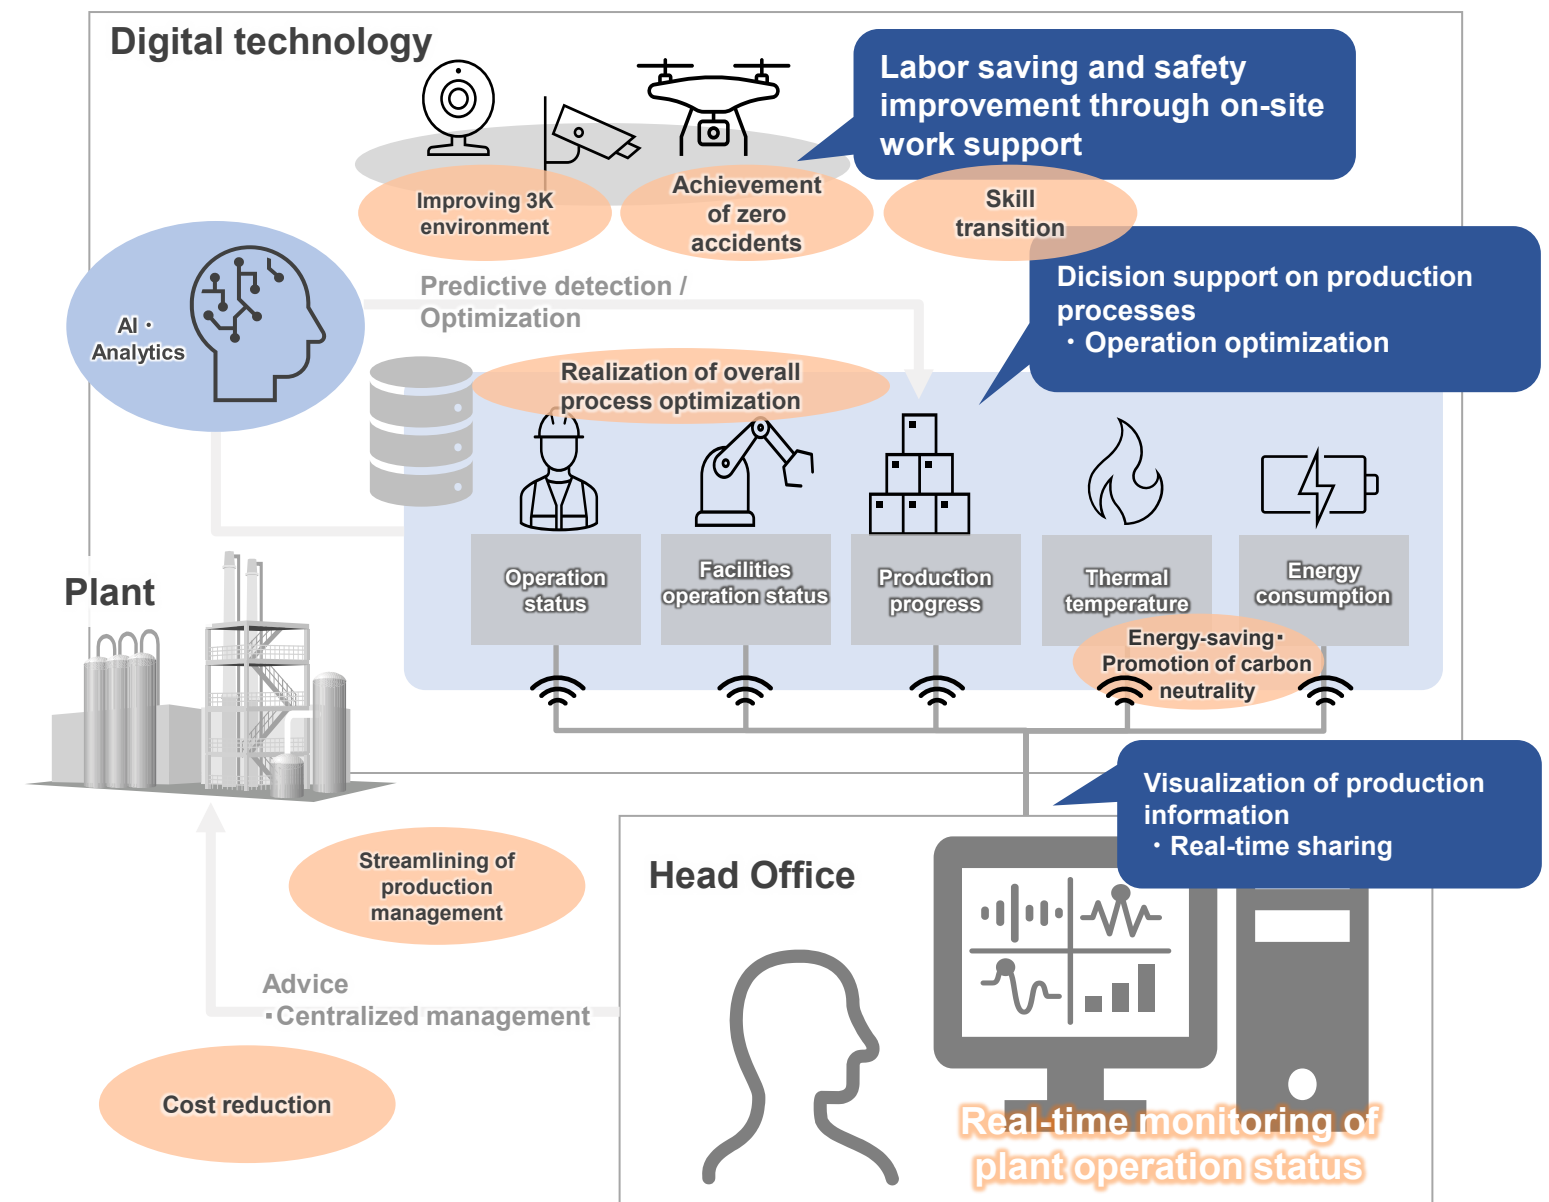 Digital technology
Labor saving and safety
improvement through on-site
work support
Improving 3K
environment
Achievement
of zero
accidents
Skill
transition
AI・
Analytics
Predictive detection /
Optimization
Dicision support on production
processes
・Operation optimization
Realization of overall
process optimization
Plant
Operation
status
Facilities
operation status
Production
progress
Thermal
temperature
Energy
consumption
Energy-saving・
Promotion of carbon
neutrality
Visualization of production
information
・Real-time sharing
Streamlining of
production
management
Head Office
Advice
・Centralized management
Cost reduction
Real-time monitoring of
plant operation status